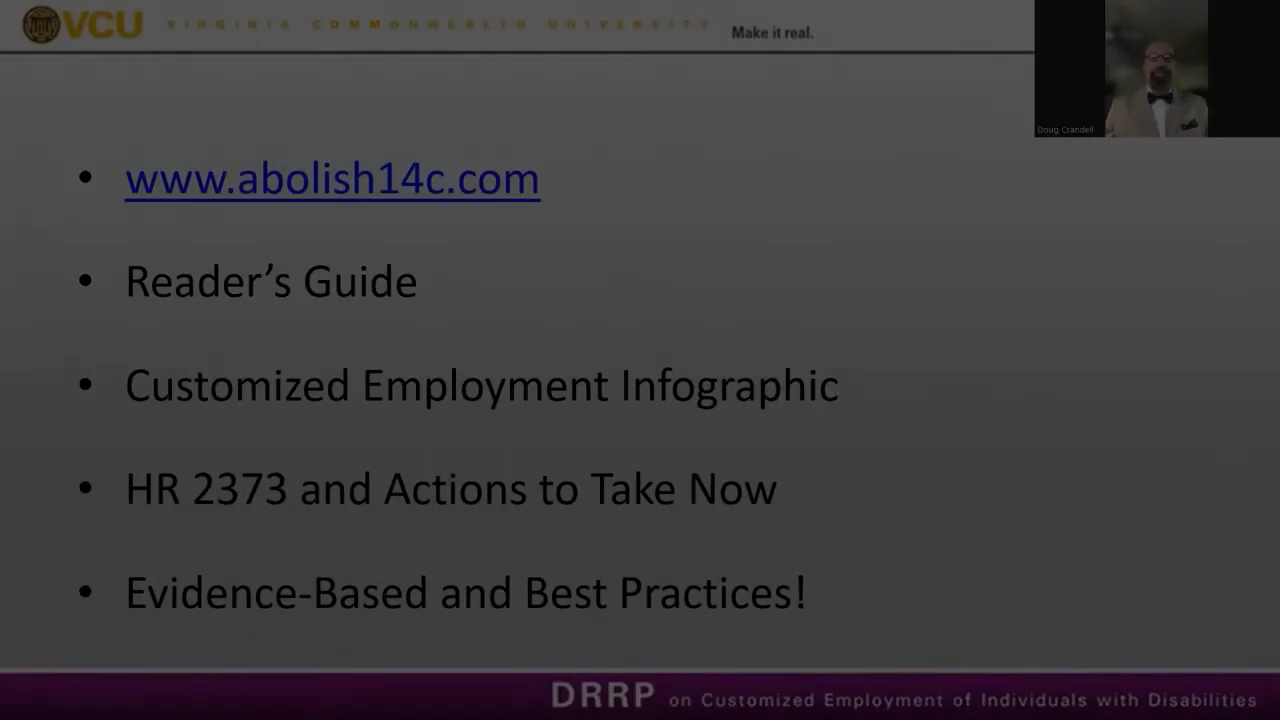 VCU VIRGINIA COMMONWEALTH UNIVERSITY
Make it real.
Doug Crandell
• www.abolish14c.com
• Reader’s Guide
• Customized Employment Infographic
• HR 2373 and Actions to Take Now
• Evidence-Based and Best Practices!
DRRP on Customized Employment of Individuals with Disabilities